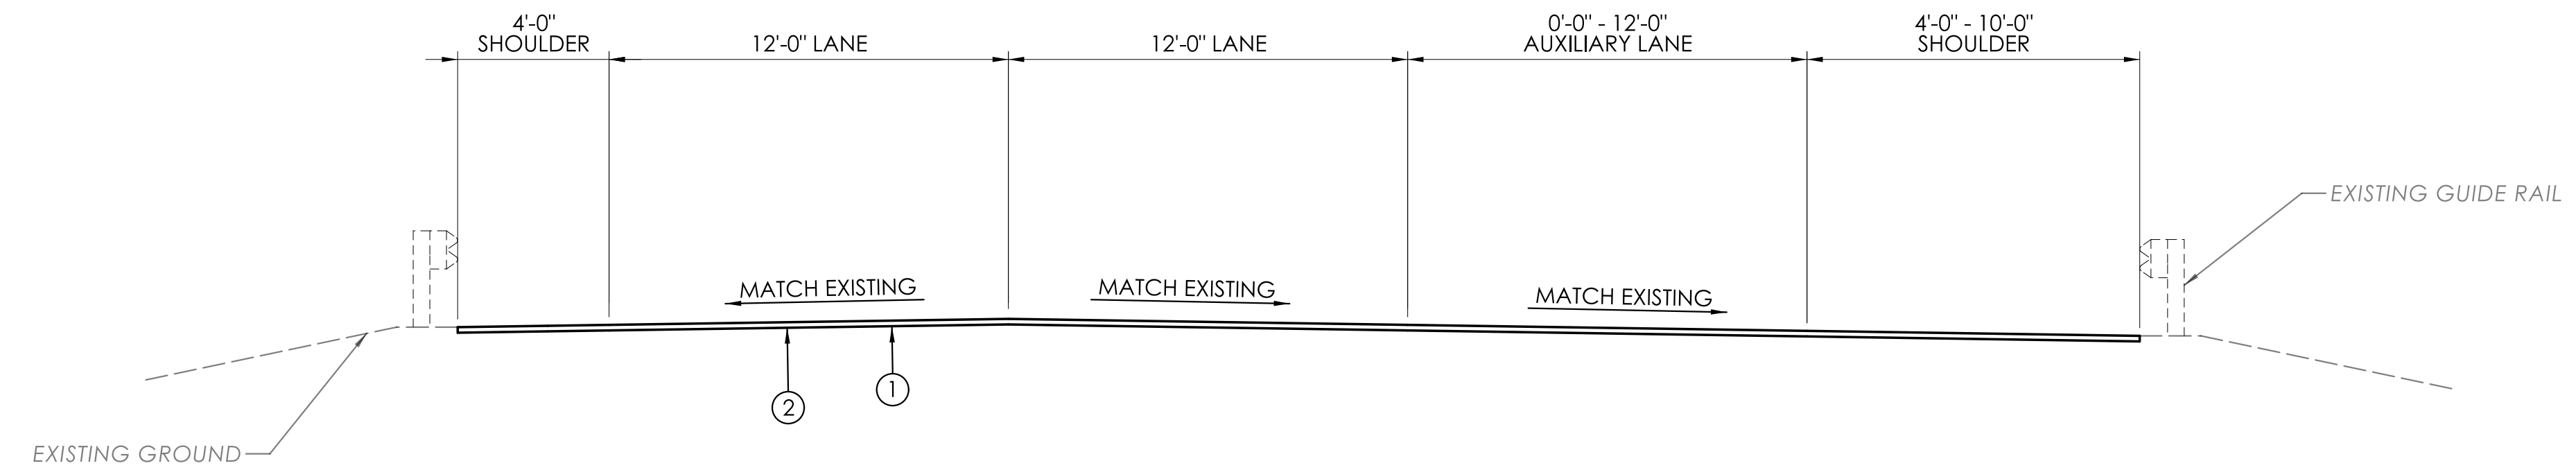 4'-0"
SHOULDER
12'-0" LANE
12'-0" LANE
0'-0" - 12'-0"
AUXILIARY LANE
4'-0" - 10'-0"
SHOULDER
EXISTING GUIDE RAIL
MATCH EXISTING
MATCH EXISTING
MATCH EXISTING
2
1
EXISTING GROUND